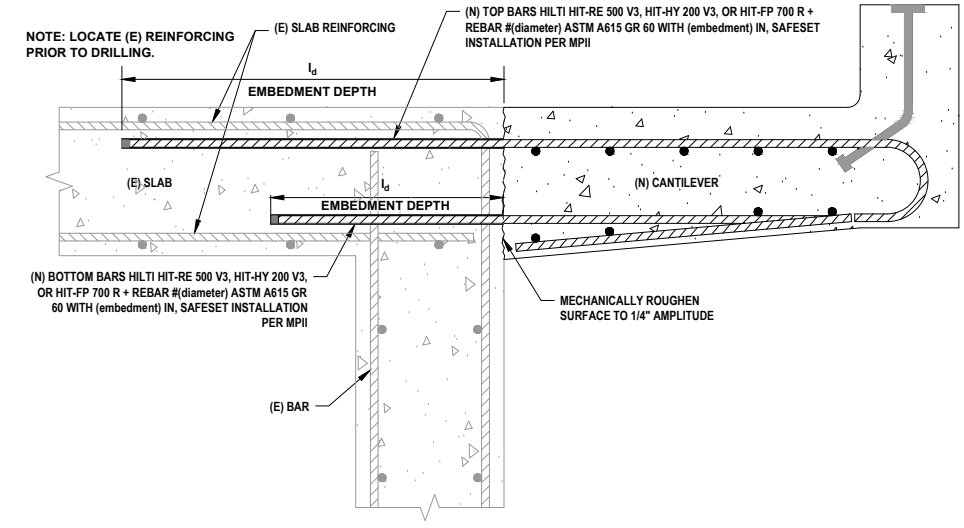 (N) TOP BARS HILTI HIT-RE 500 V3, HIT-HY 200 V3, OR HIT-FP 700 R +
REBAR #(diameter) ASTM A615 GR 60 WITH (embedment) IN, SAFESET
INSTALLATION PER MPII
NOTE: LOCATE (E) REINFORCING
PRIOR TO DRILLING.
(E) SLAB REINFORCING
ld
EMBEDMENT DEPTH
(E) SLAB
ld
EMBEDMENT DEPTH
(N) CANTILEVER
(N) BOTTOM BARS HILTI HIT-RE 500 V3, HIT-HY 200 V3,
OR HIT-FP 700 R + REBAR #(diameter) ASTM A615 GR
60 WITH (embedment) IN, SAFESET INSTALLATION
PER MPII
MECHANICALLY ROUGHEN
SURFACE TO 1/4" AMPLITUDE
(E) BAR